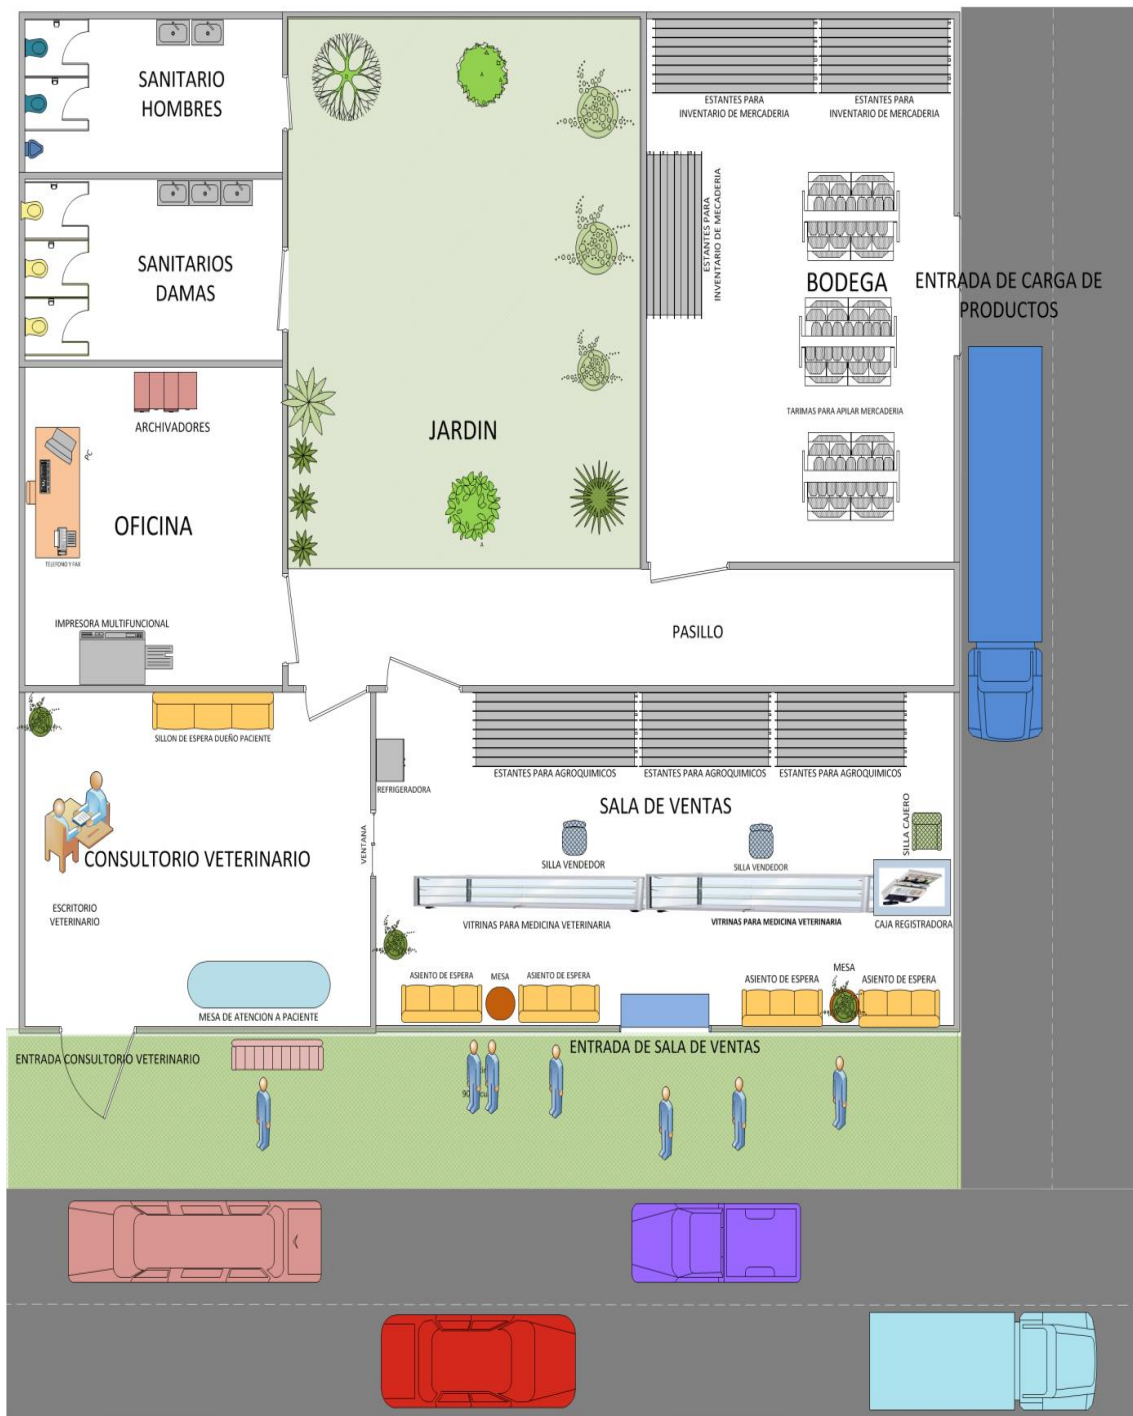 ESTANTES PARA
INVENTARIO DE MERCADERIA
ESTANTES PARA
INVENTARIO DE MERCADERIA
SANITARIO
HOMBRES
ESTANTES PARA
INVENTARIO DE MECADERIA
SANITARIOS
DAMAS
BODEGA
ENTRADA DE CARGA DE
PRODUCTOS
TARIMAS PARA APILAR MERCADERIA
ARCHIVADORES
JARDIN
PC
OFICINA
TELEFONO Y FAX
IMPRESORA MULTIFUNCIONAL
PASILLO
SILLON DE ESPERA DUEÑO PACIENTE
ESTANTES PARA AGROQUIMICOS
ESTANTES PARA AGROQUIMICOS
ESTANTES PARA AGROQUIMICOS
REFRIGERADORA
SALA DE VENTAS
SILLA CAJERO
VENTANA
CONSULTORIO VETERINARIO
SILLA VENDEDOR
SILLA VENDEDOR
ESCRITORIO
VETERINARIO
VITRINAS PARA MEDICINA VETERINARIA
VITRINAS PARA MEDICINA VETERINARIA
CAJA REGISTRADORA
ASIENTO DE ESPERA
MESA
ASIENTO DE ESPERA
ASIENTO DE ESPERA
MESA
ASIENTO DE ESPERA
MESA DE ATENCION A PACIENTE
ENTRADA CONSULTORIO VETERINARIO
ENTRADA DE SALA DE VENTAS